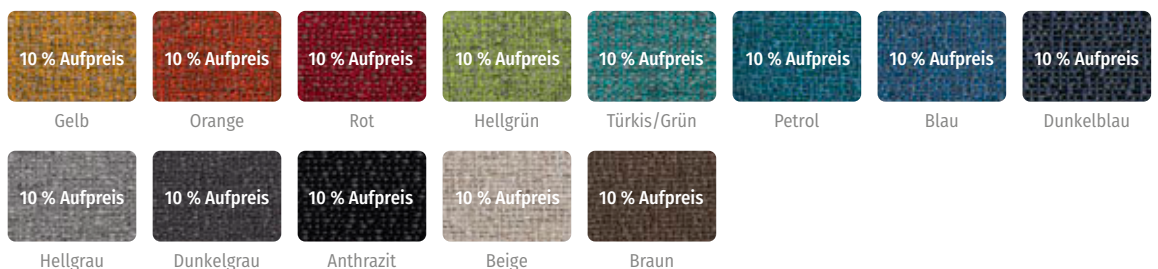 10 % Aufpreis 10 % Aufpreis 10 % Aufpreis 10 % Aufpreis 10 % Aufpreis 10 % Aufpreis 10 % Aufpreis 10 % Aufpreis
Gelb Orange Rot Hellgrün Türkis/Grün Petrol Blau Dunkelblau
10 % Aufpreis 10 % Aufpreis 10 % Aufpreis 10 % Aufpreis 10 % Aufpreis
Hellgrau Dunkelgrau Anthrazit Beige Braun